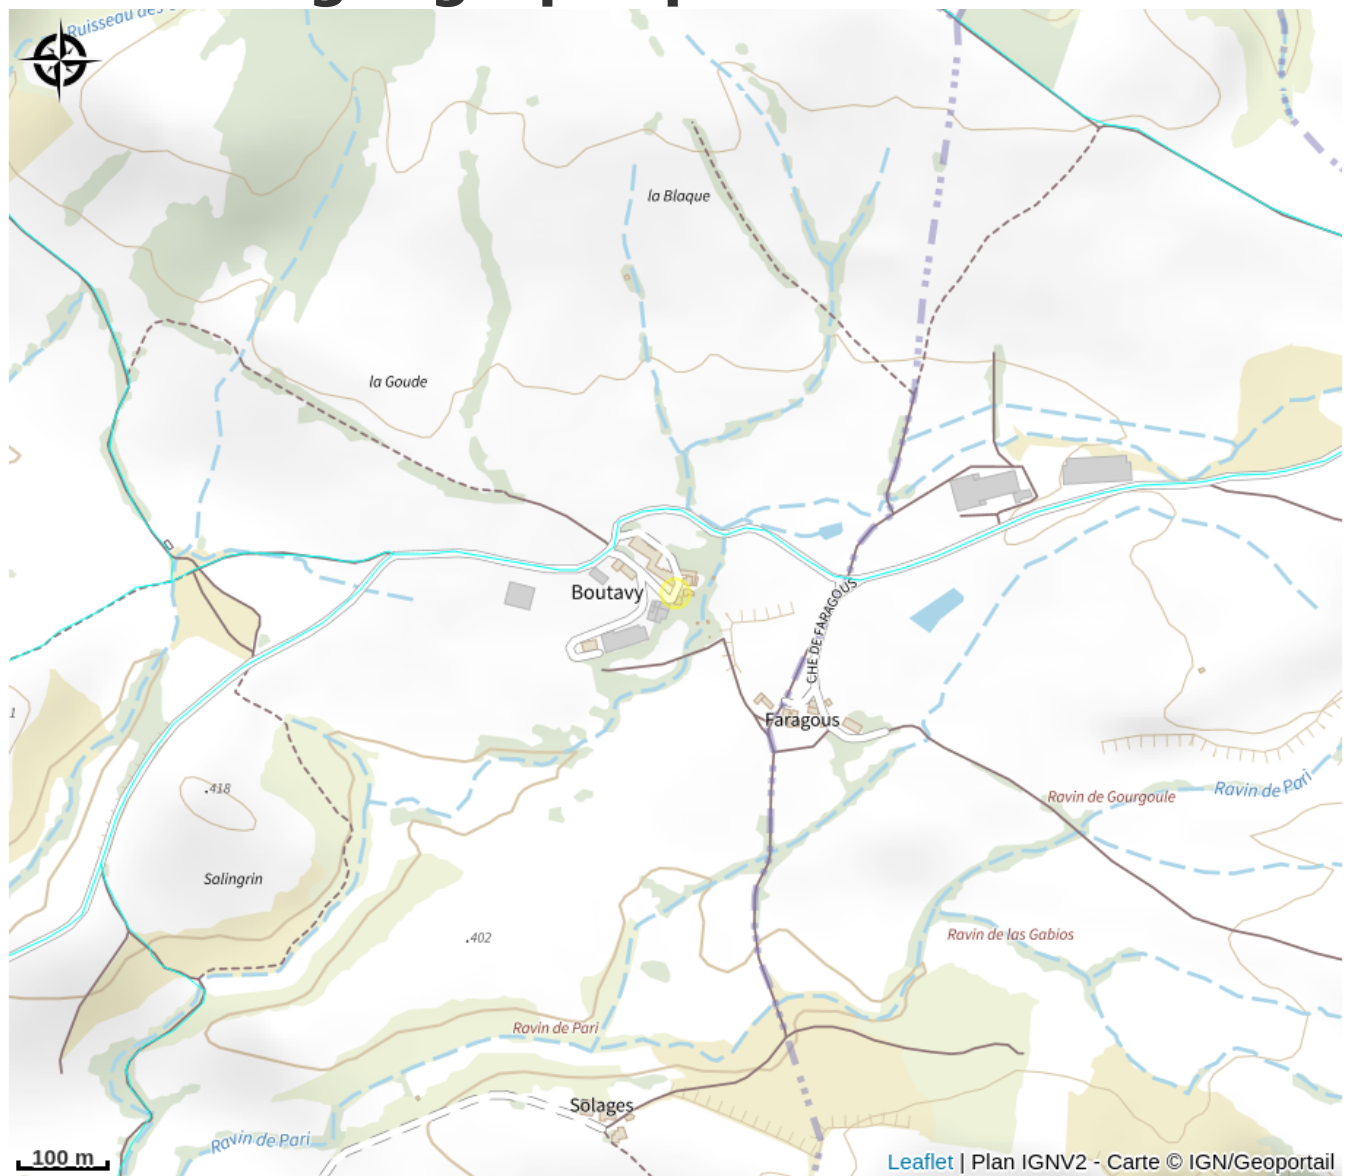 Ruisseau des
la Blaque
la Goude
Boutavy
CHE DE FARAGOUS
Faragous
1
.418
Ravin de Gourgoule
Ravin de Pari
Salingrin
.402
Ravin de las Gabios
Ravin de Pari
Solages
Ravin de Pari
100 m
Leaflet | Plan IGNV2 - Carte © IGN/Geoportail